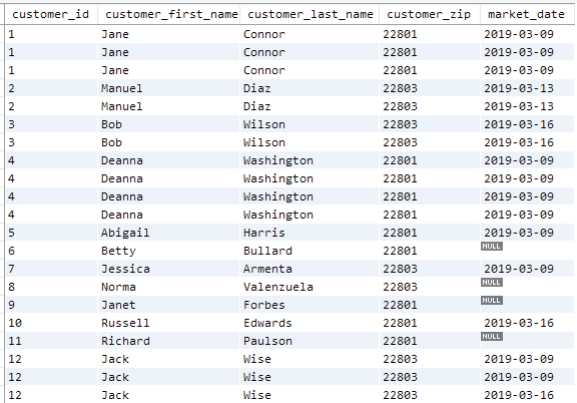 customer_id customer_first_name customer_last_name customer_zip market_date
1 Jane Connor 22801 2019-03-09
1 Jane Connor 22801 2019-03-09
1 Jane Connor 22801 2019-03-09
2 Manuel Diaz 22803 2019-03-13
2 Manuel Diaz 22803 2019-03-13
3 Bob Wilson 22803 2019-03-16
3 Bob Wilson 22803 2019-03-16
4 Deanna Washington 22801 2019-03-09
4 Deanna Washington 22801 2019-03-09
4 Deanna Washington 22801 2019-03-09
4 Deanna Washington 22801 2019-03-09
5 Abigail Harris 22801 2019-03-09
6 Betty Bullard 22801 NULL
7 Jessica Armenta 22803 2019-03-09
8 Norma Valenzuela 22803 NULL
9 Janet Forbes 22801 NULL
10 Russell Edwards 22801 2019-03-16
11 Richard Paulson 22801 NULL
12 Jack Wise 22803 2019-03-09
12 Jack Wise 22803 2019-03-09
12 Jack Wise 22803 2019-03-16